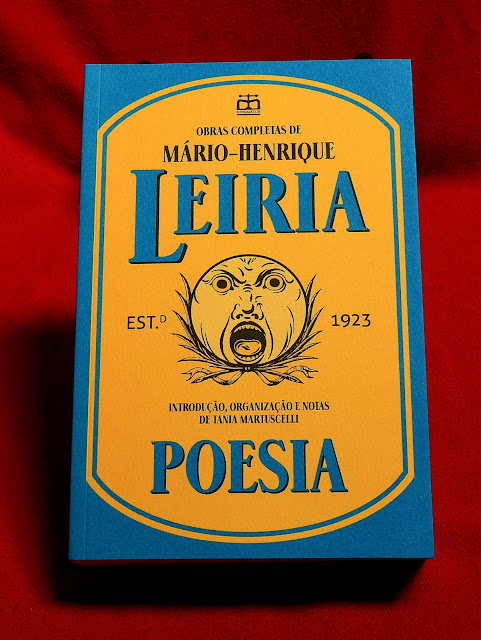 OBRAS COMPLETAS DE
MÁRIO-HENRIQUE
LEIRIA
EST.D 1923
INTRODUÇÃO, ORGANIZAÇÃO E NOTAS
DE TANIA MARTUSCELLI
POESIA